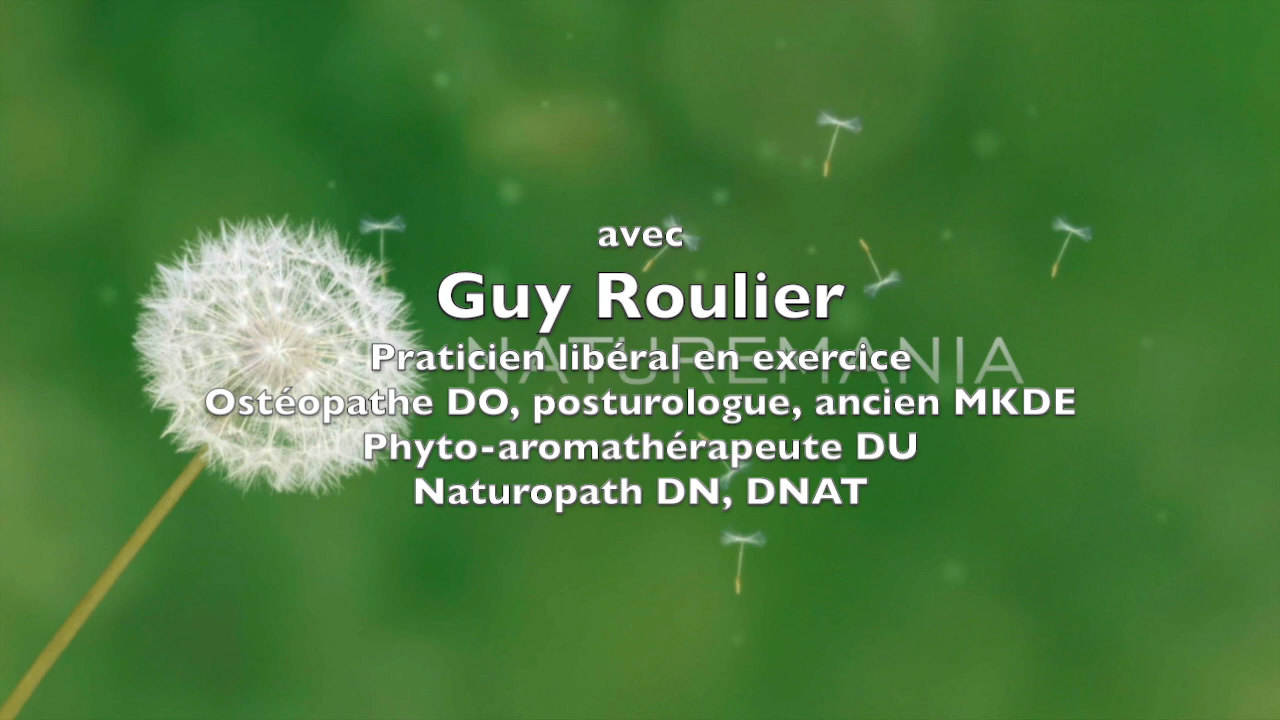 avec
Guy Roulier
NATUREMANIA
Praticien libéral en exercice
Ostéopathe DO, posturologue, ancien MKDE
Phyto-aromathérapeute DU
Naturopath DN, DNAT